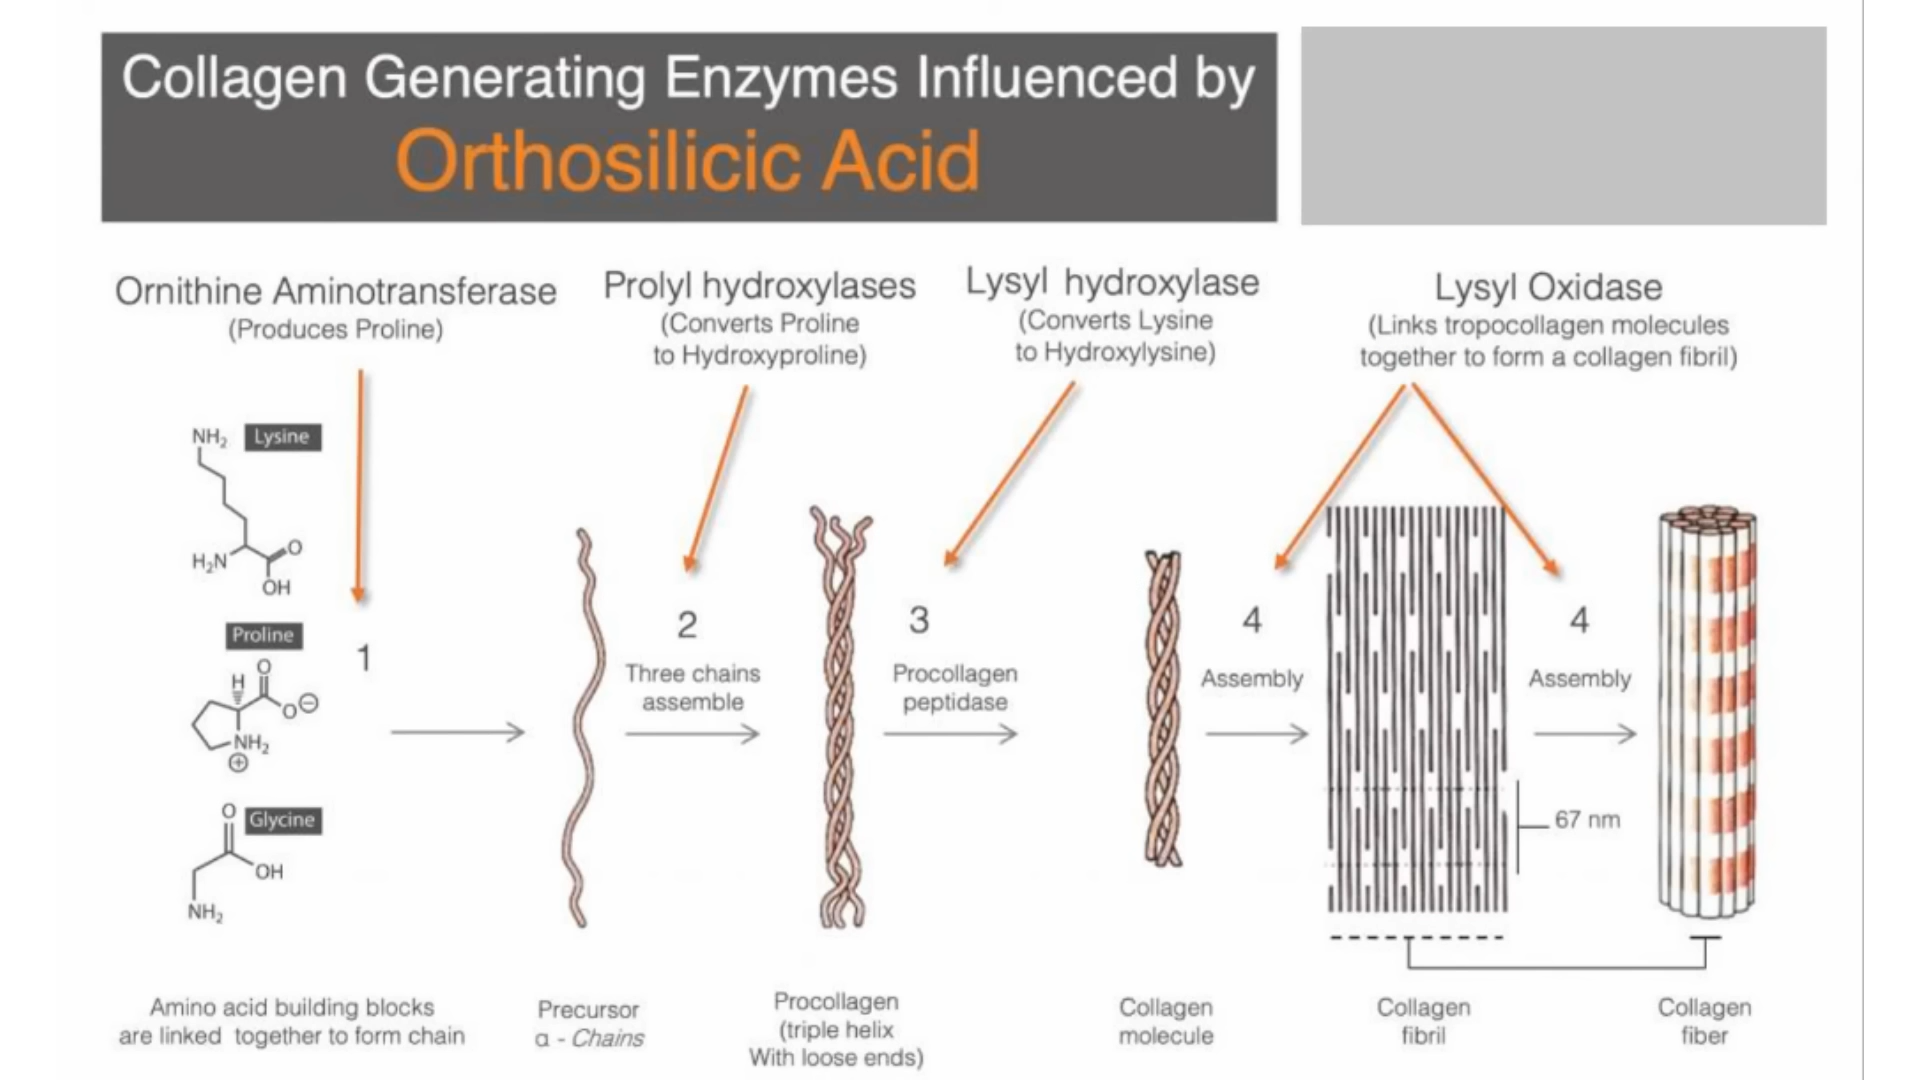 Collagen Generating Enzymes Influenced by
Orthosilicic Acid
Ornithine Aminotransferase
(Produces Proline)
Prolyl hydroxylases
(Converts Proline
to Hydroxyproline)
Lysyl hydroxylase
(Converts Lysine
to Hydroxylysine)
Lysyl Oxidase
(Links tropocollagen molecules
together to form a collagen fibril)
NH₂
Lysine
H₂N
O
OH
Proline
H
O
O⊖
NH₂
⊕
O
Glycine
OH
NH₂
1
2
Three chains
assemble
3
Procollagen
peptidase
4
Assembly
4
Assembly
67 nm
Amino acid building blocks
are linked together to form chain
Precursor
α - Chains
Procollagen
(triple helix
With loose ends)
Collagen
molecule
Collagen
fibril
Collagen
fiber